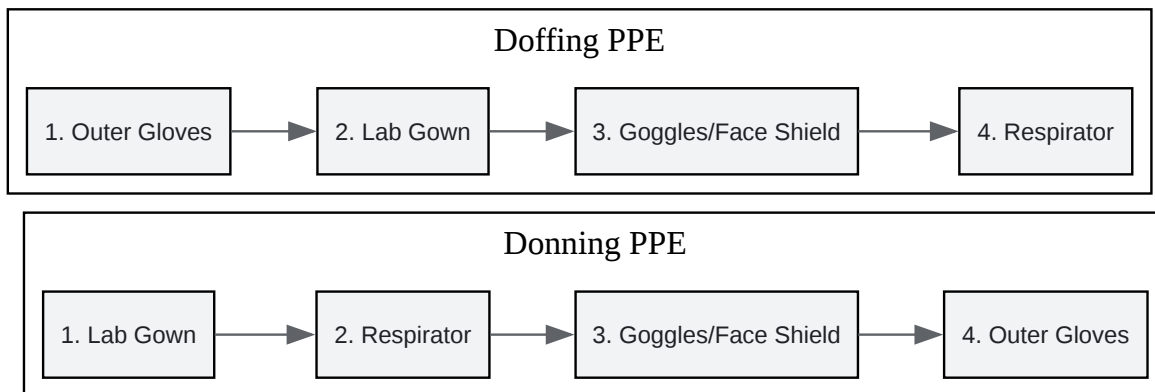 Doffing PPE
1. Outer Gloves
2. Lab Gown
3. Goggles/Face Shield
4. Respirator
Donning PPE
1. Lab Gown
2. Respirator
3. Goggles/Face Shield
4. Outer Gloves